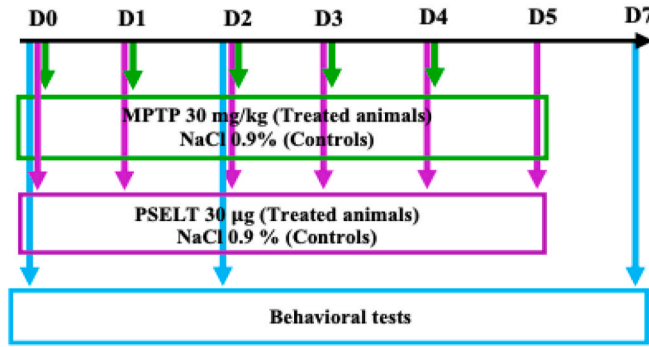 D0 D1 D2 D3 D4 D5 D7
MPTP 30 mg/kg (Treated animals)
NaCl 0.9% (Controls)
PSELT 30 µg (Treated animals)
NaCl 0.9 % (Controls)
Behavioral tests